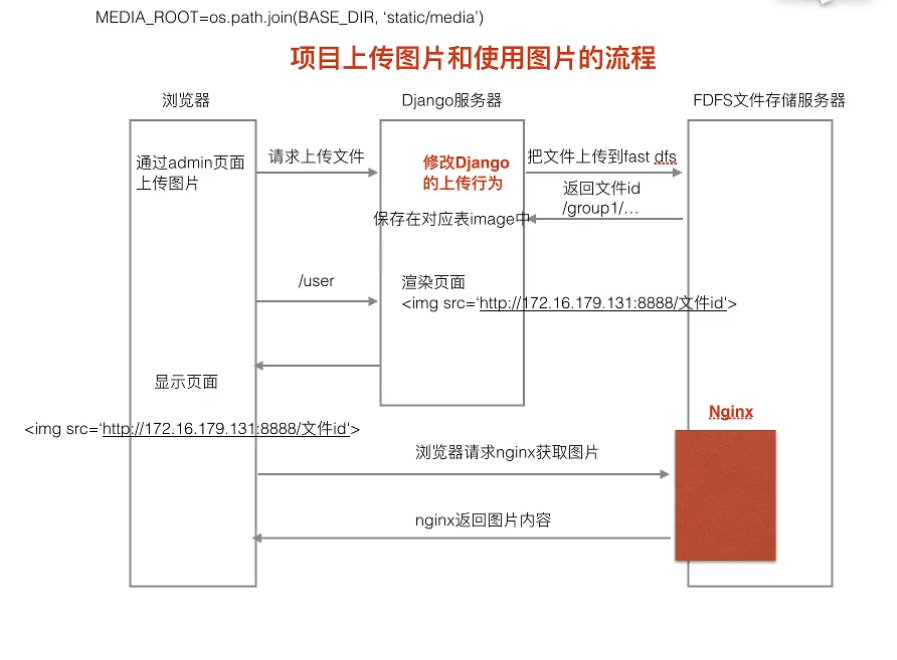 MEDIA_ROOT=os.path.join(BASE_DIR, ‘static/media’)
项目上传图片和使用图片的流程
浏览器
Django服务器
FDFS文件存储服务器
通过admin页面
上传图片
请求上传文件
修改Django
的上传行为
把文件上传到fast dfs
返回文件id
/group1/…
保存在对应表image中
/user
渲染页面
<img src=‘http://172.16.179.131:8888/文件id’>
显示页面
<img src=‘http://172.16.179.131:8888/文件id’>
Nginx
浏览器请求nginx获取图片
nginx返回图片内容